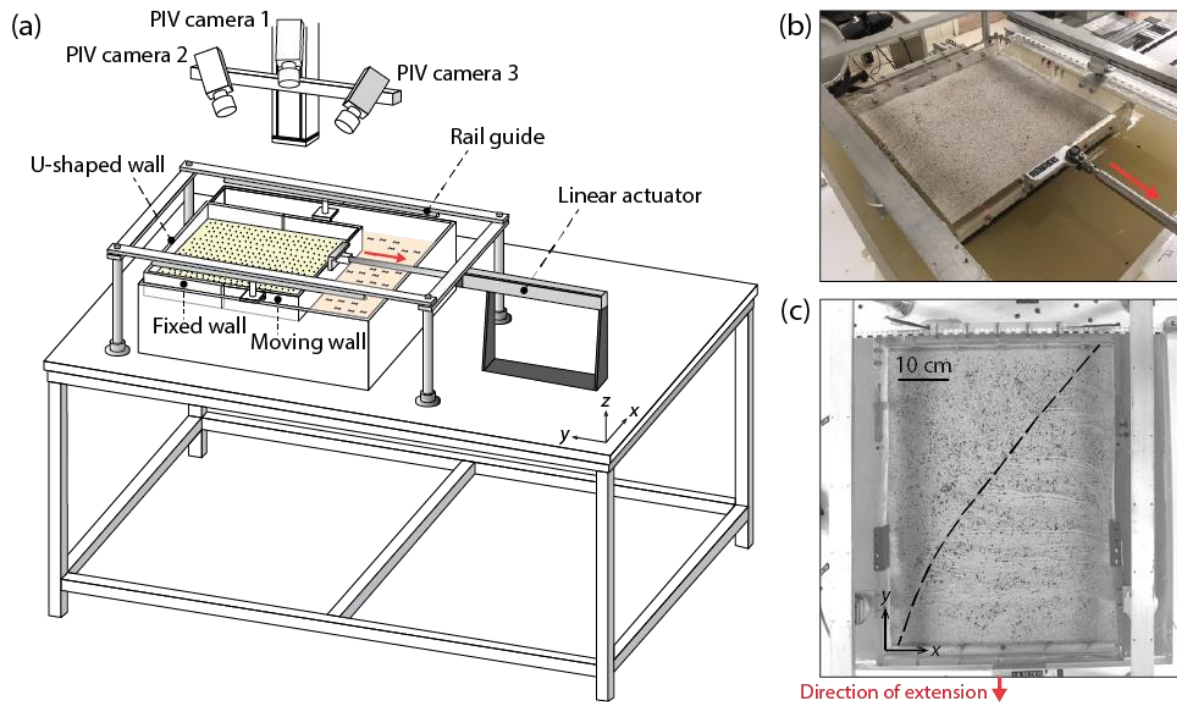 (a)
PIV camera 1
PIV camera 2
PIV camera 3
Rail guide
U-shaped wall
Linear actuator
Fixed wall
Moving wall
z
x
y
(b)
(c)
10 cm
y
x
Direction of extension